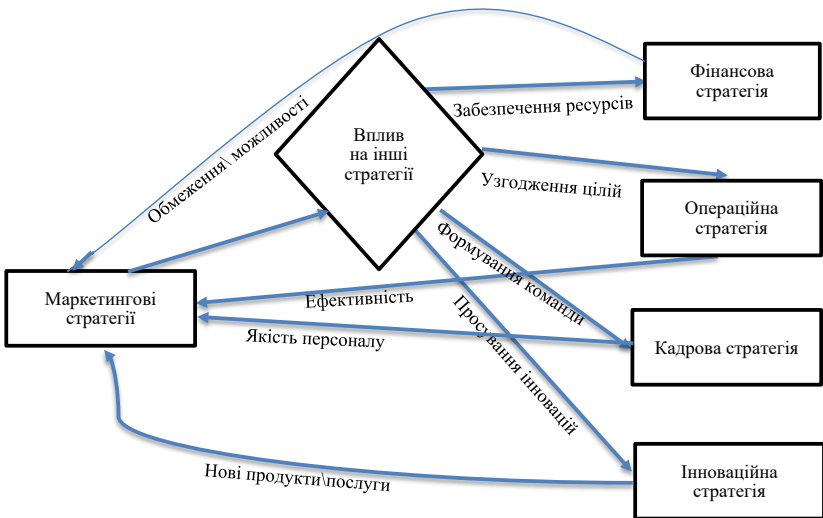 Фінансова
стратегія
Забезпечення ресурсів
Обмеження\ можливості
Вплив
на інші
стратегії
Узгодження цілій
Операційна
стратегія
Формування команди
Маркетингові
стратегії
Ефективність
Просування інновацій
Якість персоналу
Кадрова стратегія
Нові продукти\послуги
Інноваційна
стратегія